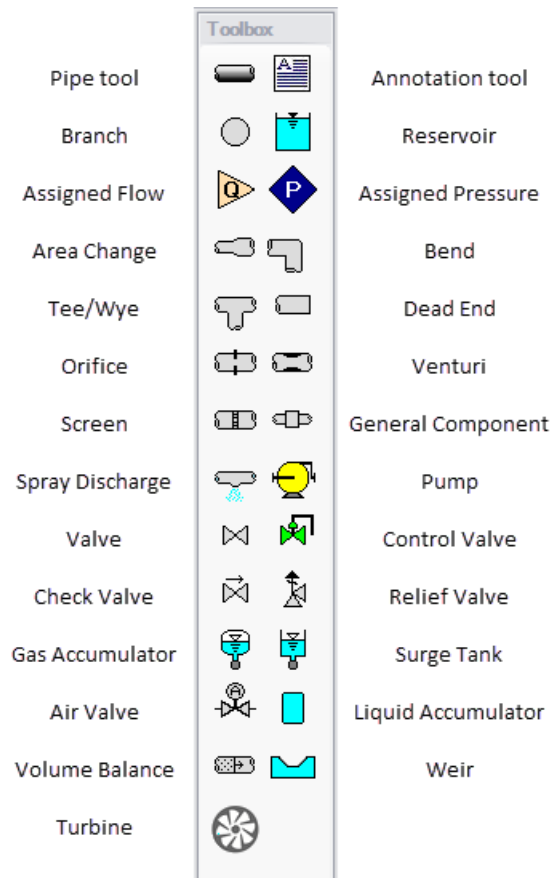 Toolbox
Pipe tool A Annotation tool
Branch Reservoir
Assigned Flow Q P Assigned Pressure
Area Change Bend
Tee/Wye Dead End
Orifice Venturi
Screen General Component
Spray Discharge Pump
Valve Control Valve
Check Valve Relief Valve
Gas Accumulator Surge Tank
Air Valve A Liquid Accumulator
Volume Balance Weir
Turbine